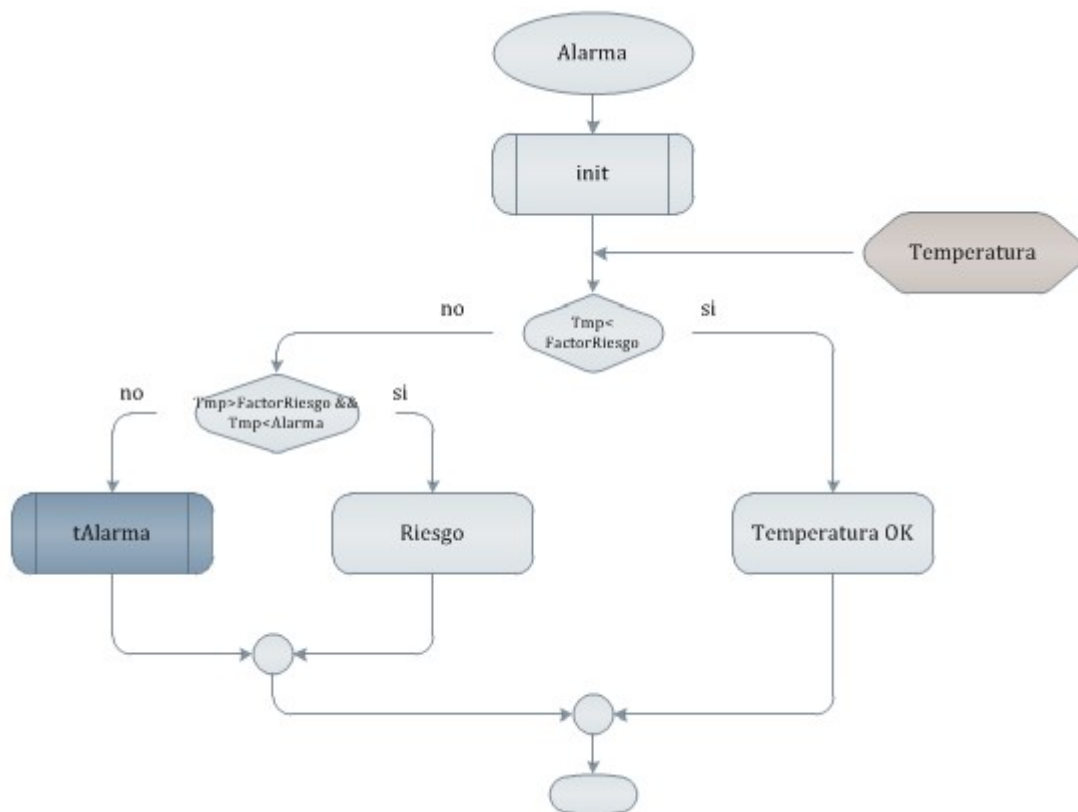 Alarma
init
Temperatura
no
si
Tmp<
FactorRiesgo
no
Tmp>FactorRiesgo &&
Tmp<Alarma
si
tAlarma
Riesgo
Temperatura OK